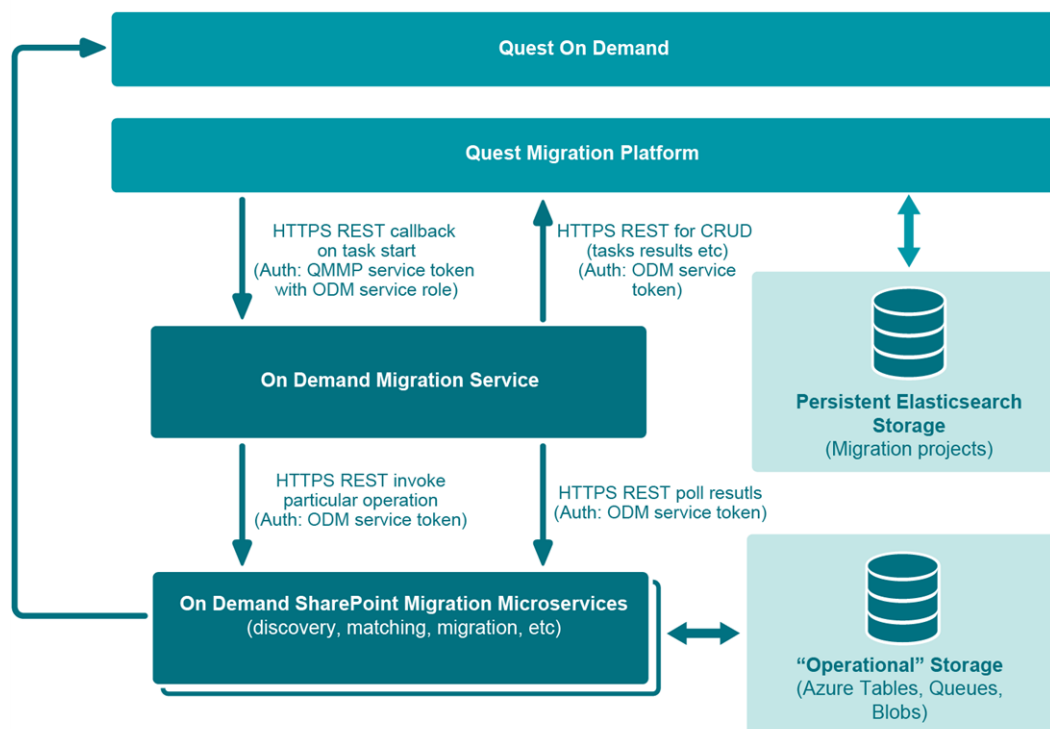 Quest On Demand
Quest Migration Platform
HTTPS REST callback
on task start
(Auth: QMMP service token
with ODM service role)
HTTPS REST for CRUD
(tasks results etc)
(Auth: ODM service
token)
On Demand Migration Service
Persistent Elasticsearch
Storage
(Migration projects)
HTTPS REST invoke
particular operation
(Auth: ODM service token)
HTTPS REST poll resutls
(Auth: ODM service token)
On Demand SharePoint Migration Microservices
(discovery, matching, migration, etc)
“Operational” Storage
(Azure Tables, Queues,
Blobs)